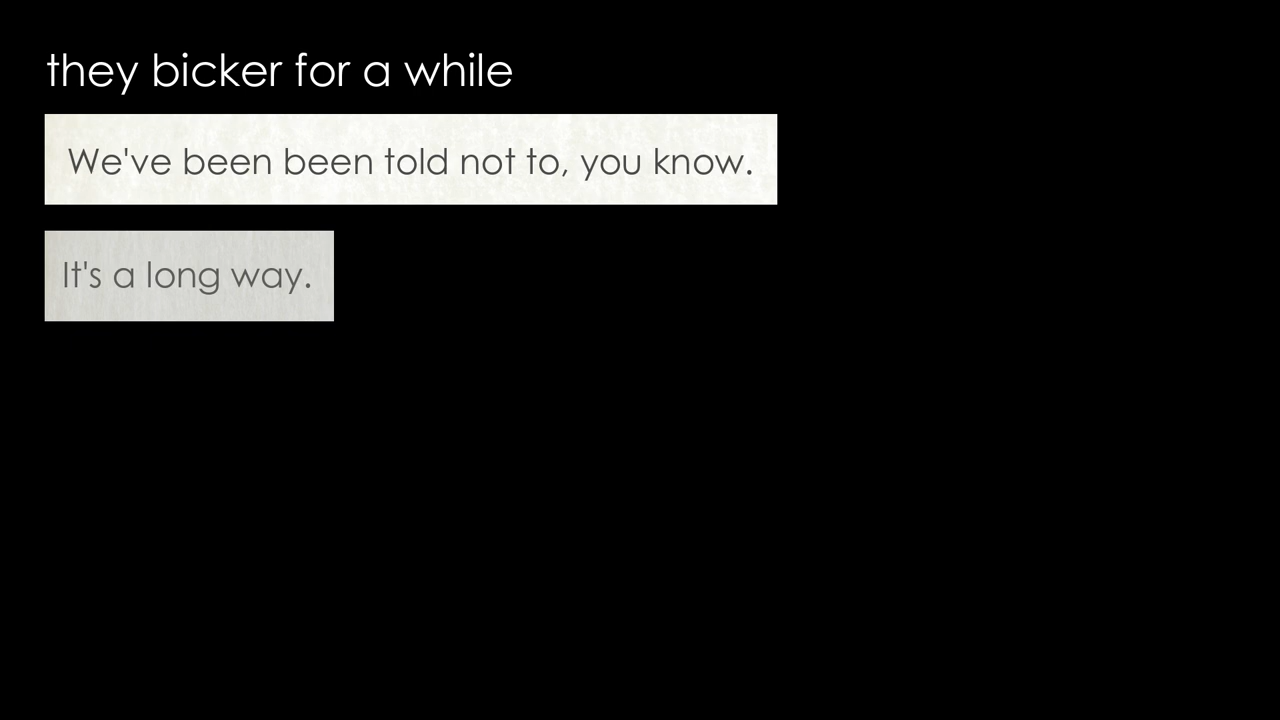 they bicker for a while
We've been been told not to, you know.
It's a long way.